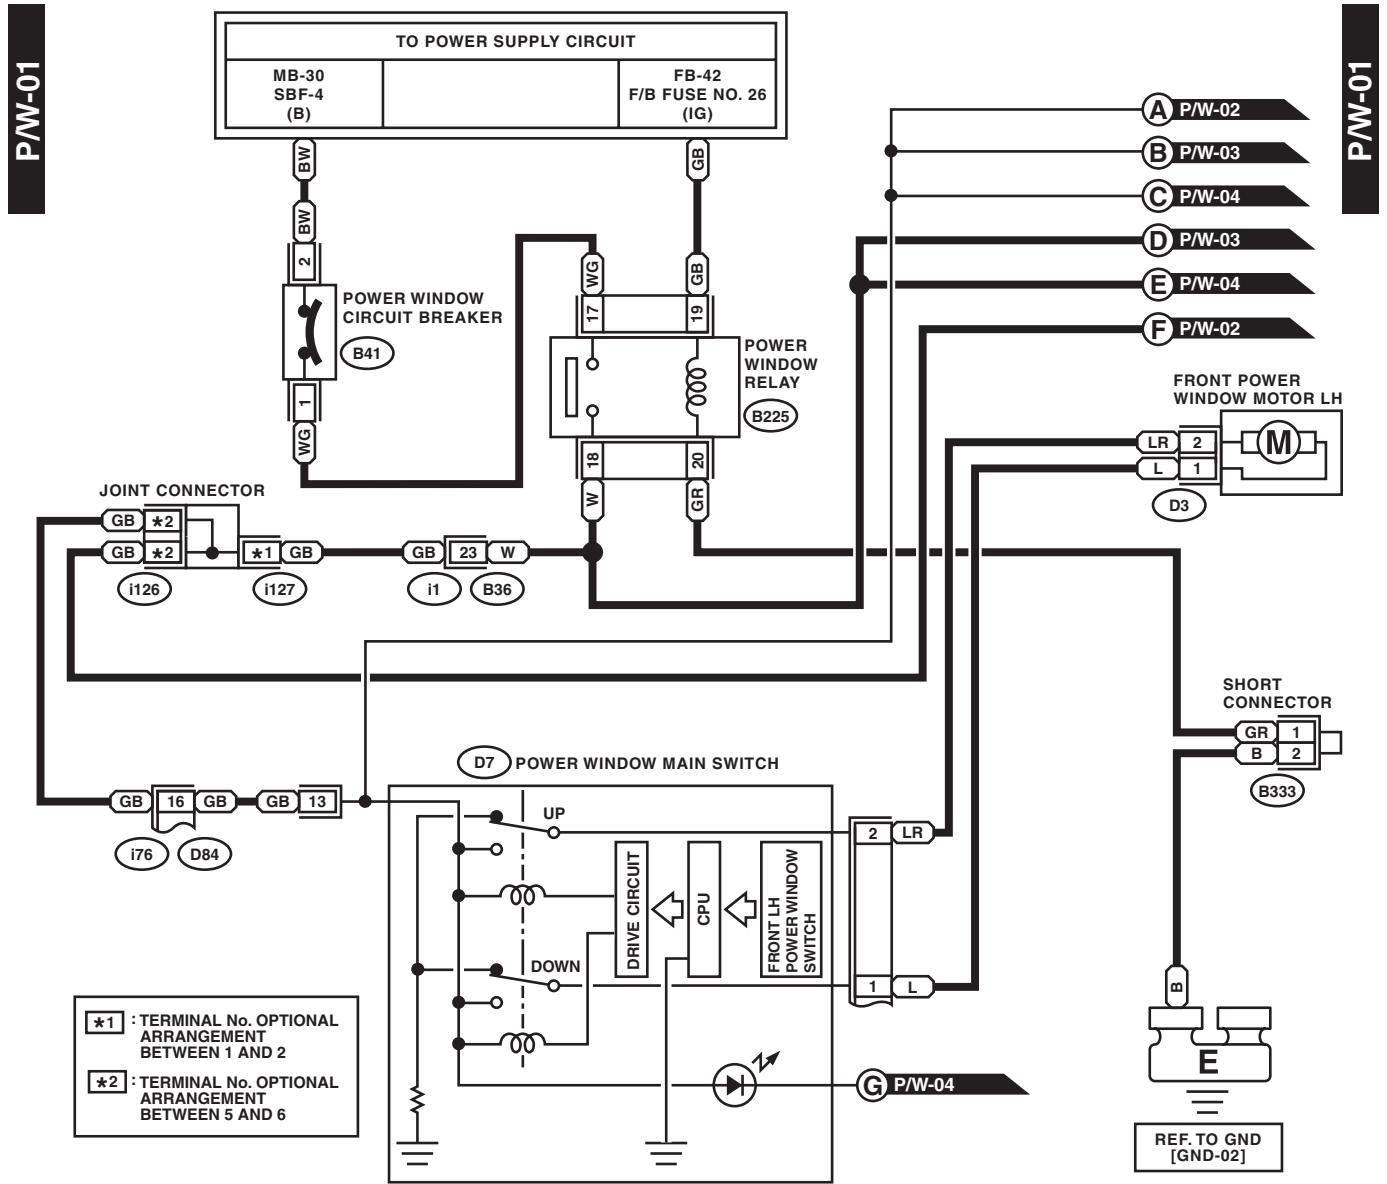 P/W-01
P/W-01
TO POWER SUPPLY CIRCUIT
MB-30
SBF-4
(B)
FB-42
F/B FUSE NO. 26
(IG)
BW
GB
BW
2
POWER WINDOW
CIRCUIT BREAKER
B41
1
WG
WG
GB
17
19
POWER
WINDOW
RELAY
B225
18
20
W
GR
A P/W-02
B P/W-03
C P/W-04
D P/W-03
E P/W-04
F P/W-02
FRONT POWER
WINDOW MOTOR LH
LR 2
M
L 1
D3
JOINT CONNECTOR
GB *2
GB *2
*1 GB
GB 23 W
i126
i127
i1
B36
SHORT
CONNECTOR
GR 1
B 2
B333
D7 POWER WINDOW MAIN SWITCH
GB 16 GB
GB 13
i76
D84
UP
2 LR
DRIVE CIRCUIT
CPU
FRONT LH
POWER WINDOW
SWITCH
DOWN
1 L
B
E
*1 : TERMINAL No. OPTIONAL
ARRANGEMENT
BETWEEN 1 AND 2
*2 : TERMINAL No. OPTIONAL
ARRANGEMENT
BETWEEN 5 AND 6
G P/W-04
REF. TO GND
[GND-02]